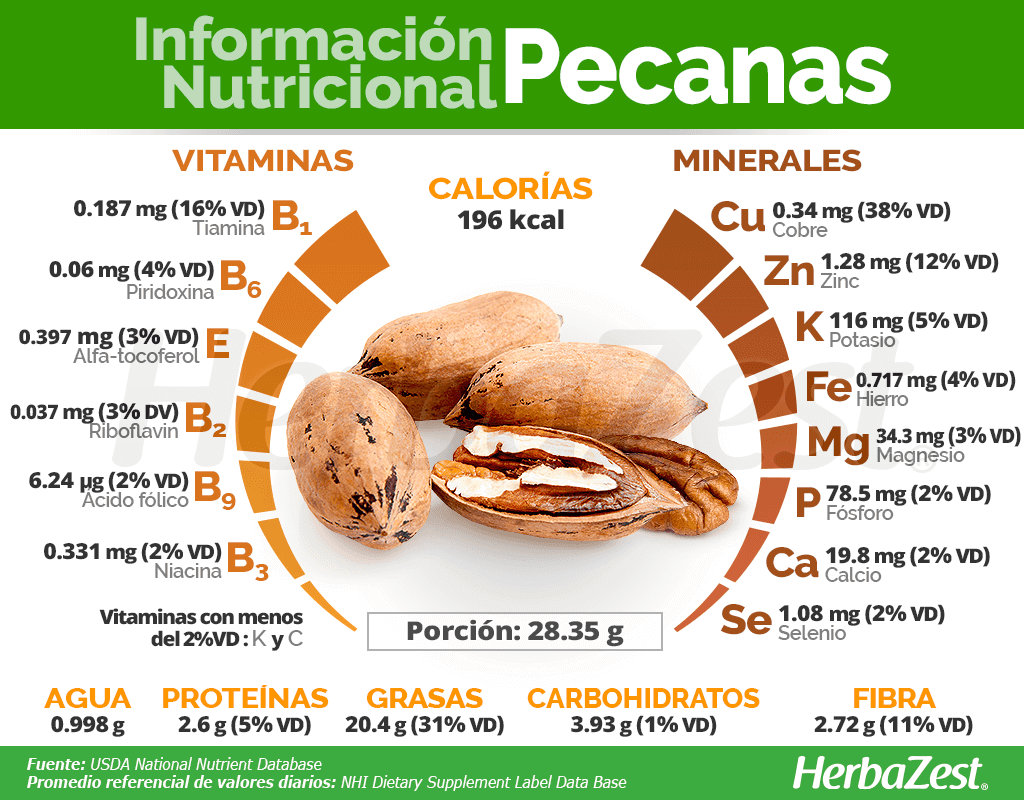 Información
Nutricional
Pecanas
VITAMINAS
0.187 mg (16% VD) B1
Tiamina
0.06 mg (4% VD) B6
Piridoxina
0.397 mg (3% VD) E
Alfa-tocoferol
0.037 mg (3% DV) B2
Riboflavin
6.24 µg (2% VD) B9
Ácido fólico
0.331 mg (2% VD) B3
Niacina
Vitaminas con menos
del 2%VD : K y C
CALORÍAS
196 kcal
MINERALES
Cu 0.34 mg (38% VD)
Cobre
Zn 1.28 mg (12% VD)
Zinc
K 116 mg (5% VD)
Potasio
Fe 0.717 mg (4% VD)
Hierro
Mg 34.3 mg (3% VD)
Magnesio
P 78.5 mg (2% VD)
Fósforo
Ca 19.8 mg (2% VD)
Calcio
Se 1.08 mg (2% VD)
Selenio
HerbaZest®
Porción: 28.35 g
AGUA
0.998 g
PROTEÍNAS
2.6 g (5% VD)
GRASAS
20.4 g (31% VD)
CARBOHIDRATOS
3.93 g (1% VD)
FIBRA
2.72 g (11% VD)
Fuente: USDA National Nutrient Database
Promedio referencial de valores diarios: NHI Dietary Supplement Label Data Base
HerbaZest®